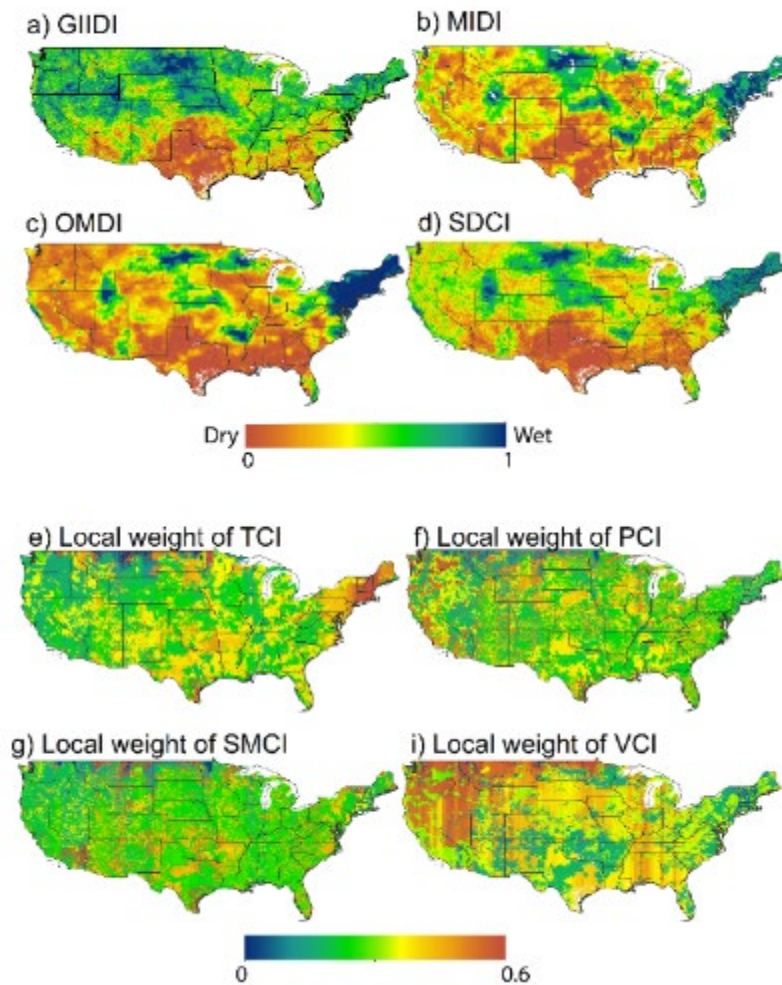 a) GIIDI
b) MIDI
c) OMDI
d) SDCI
Dry
Wet
0
1
e) Local weight of TCI
f) Local weight of PCI
g) Local weight of SMCI
i) Local weight of VCI
0
0.6